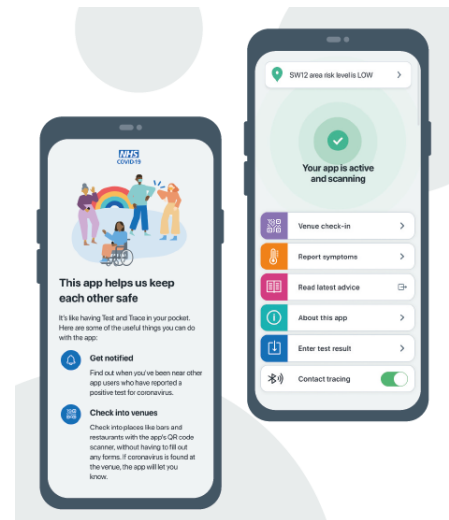 NHS
COVID-19
This app helps us keep
each other safe
It's like having Test and Trace in your pocket.
Here are some of the useful things you can do
with the app:
Get notified
Find out when you've been near other
app users who have reported a
positive test for coronavirus.
Check into venues
Check into places like bars and
restaurants with the app's QR code
scanner, without having to fill out
any forms. If coronavirus is found at
the venue, the app will let you
know.
SW12 area risk level is LOW
Your app is active
and scanning
Venue check-in
Report symptoms
Read latest advice
About this app
Enter test result
Contact tracing